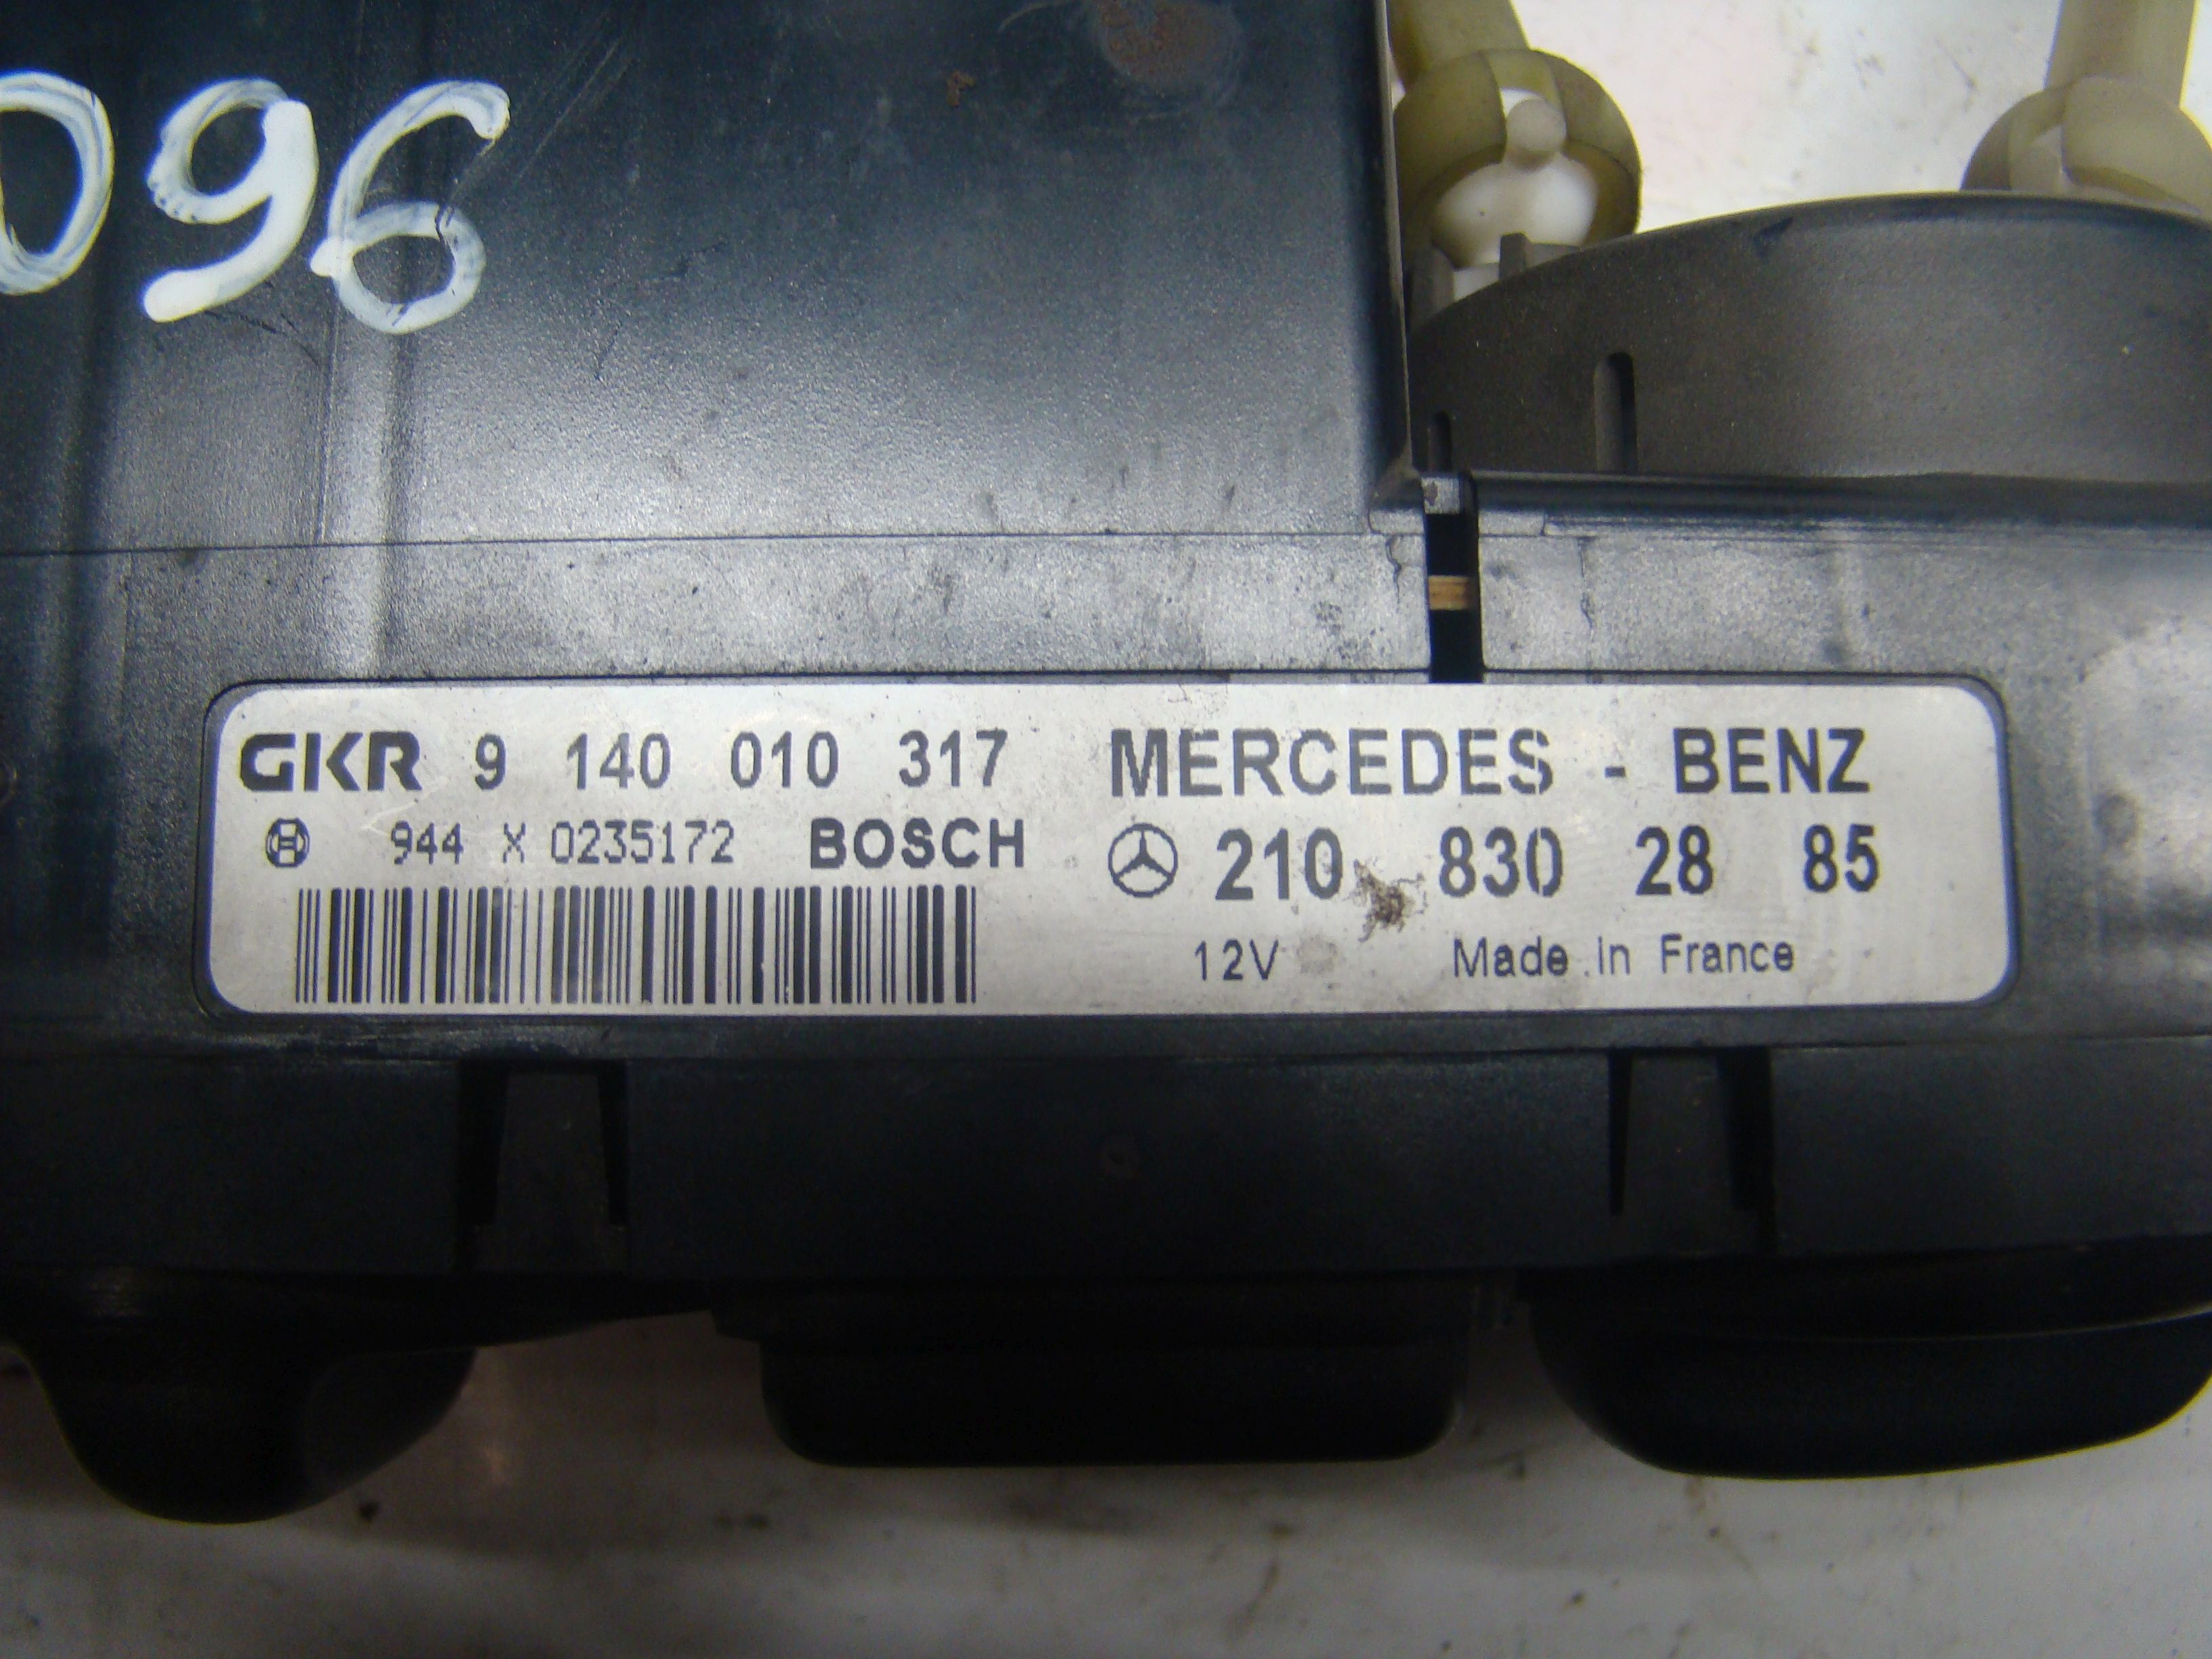 096
GKR 9 140 010 317 MERCEDES - BENZ
944 X 0235172 BOSCH 210 830 28 85
12V Made in France